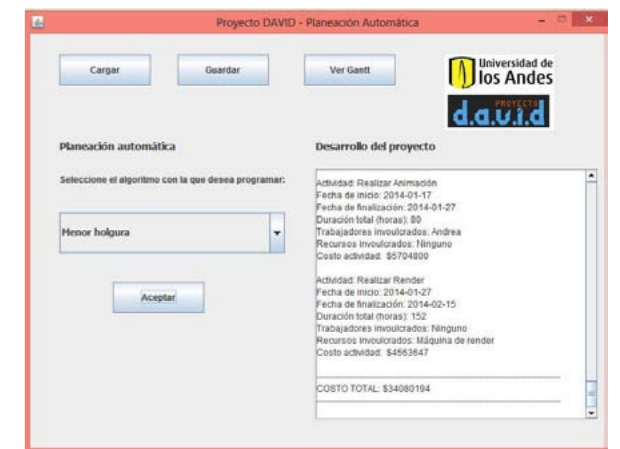 Proyecto DAVID - Planeación Automática
Cargar
Guardar
Ver Gantt
Universidad de
los Andes
PROYECTO
d.a.v.i.d
Planeación automática
Desarrollo del proyecto
Seleccione el algoritmo con la que desea programar:
Menor holgura
Aceptar
Actividad: Realizar Animación
Fecha de inicio: 2014-01-17
Fecha de finalización: 2014-01-27
Duración total (horas): 80
Trabajadores involucrados: Andrea
Recursos involucrados: Ninguno
Costo actividad: $5704800
Actividad: Realizar Render
Fecha de inicio: 2014-01-27
Fecha de finalización: 2014-02-15
Duración total (horas): 152
Trabajadores involucrados: Ninguno
Recursos involucrados: Máquina de render
Costo actividad: $4563647
COSTO TOTAL: $34080194